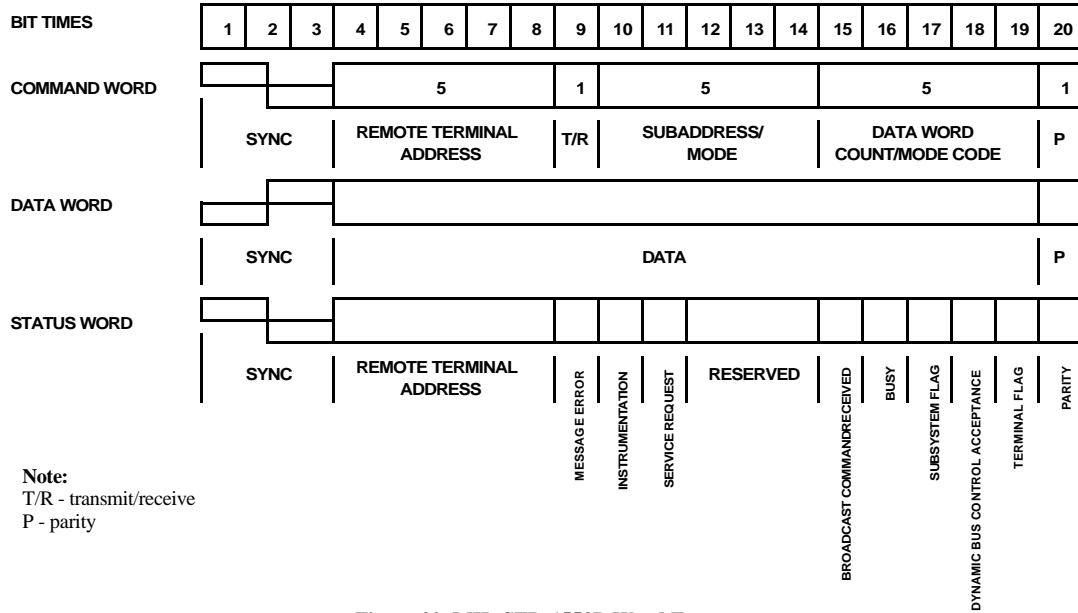 BIT TIMES 1 2 3 4 5 6 7 8 9 10 11 12 13 14 15 16 17 18 19 20
COMMAND WORD 5 1 5 5 1
SYNC REMOTE TERMINAL ADDRESS T/R SUBADDRESS/ MODE DATA WORD COUNT/MODE CODE P
DATA WORD
SYNC DATA P
STATUS WORD
SYNC REMOTE TERMINAL ADDRESS
MESSAGE ERROR
INSTRUMENTATION
SERVICE REQUEST
RESERVED
BROADCAST COMMANDRECEIVED
BUSY
SUBSYSTEM FLAG
DYNAMIC BUS CONTROL ACCEPTANCE
TERMINAL FLAG
PARITY
Note:
T/R - transmit/receive
P - parity